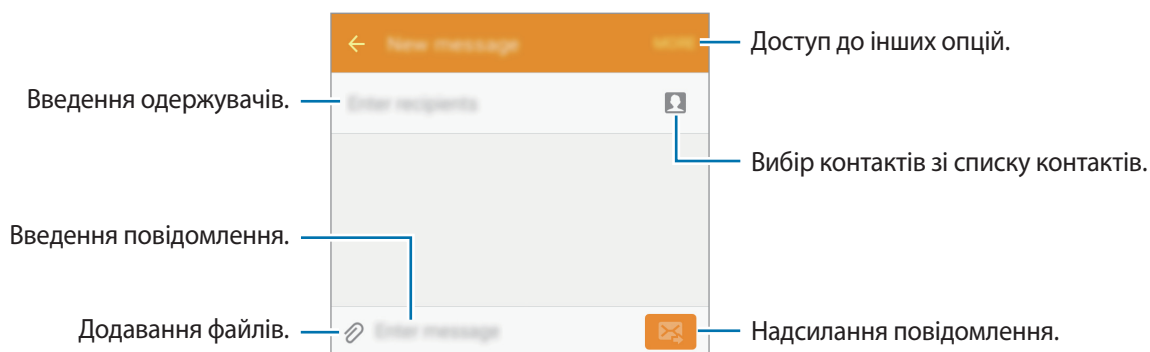 New message
MORE
Доступ до інших опцій.
Введення одержувачів.
Enter recipients
Вибір контактів зі списку контактів.
Введення повідомлення.
Додавання файлів.
Enter message
Надсилання повідомлення.